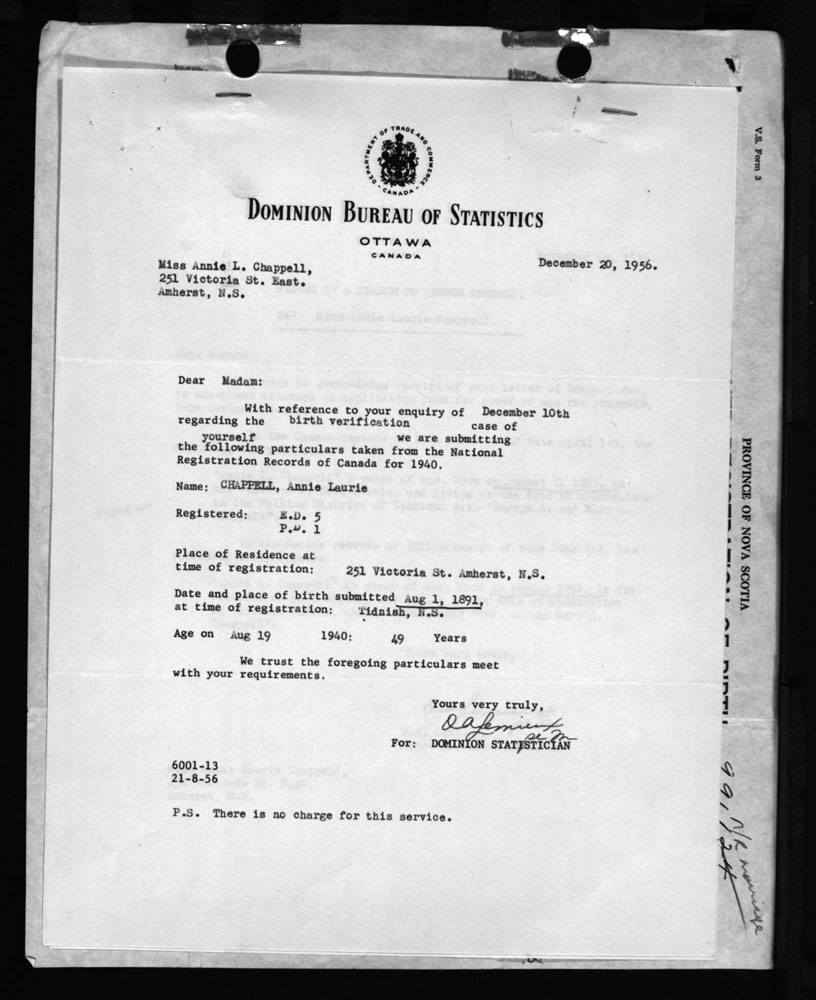 DEPARTMENT OF TRADE AND COMMERCE
CANADA
DOMINION BUREAU OF STATISTICS
OTTAWA
CANADA
Miss Annie L. Chappell,
251 Victoria St. East.
Amherst, N.S.
December 20, 1956.
Dear Madam:
With reference to your enquiry of December 10th
regarding the birth verification case of
yourself we are submitting
the following particulars taken from the National
Registration Records of Canada for 1940.
Name: CHAPPELL, Annie Laurie
Registered: E.D. 5
P.D. 1
Place of Residence at
time of registration: 251 Victoria St. Amherst, N.S.
Date and place of birth submitted Aug 1, 1891,
at time of registration: Tidnish, N.S.
Age on Aug 19 1940: 49 Years
We trust the foregoing particulars meet
with your requirements.
Yours very truly,
For: DOMINION STATISTICIAN
6001-13
21-8-56
P.S. There is no charge for this service.
V.S. Form 3
PROVINCE OF NOVA SCOTIA